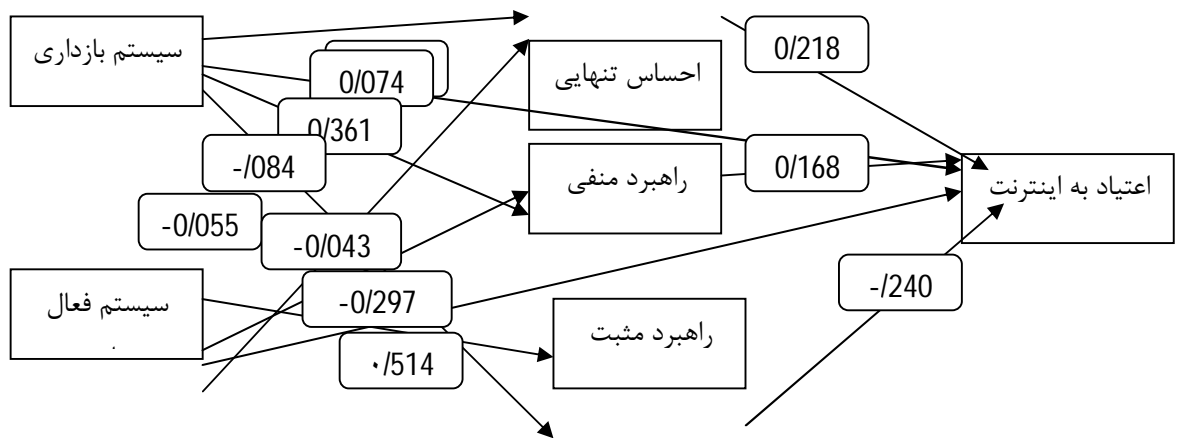 سیستم بازداری
0/218
احساس تنهایی
0/074
0/361
-/084
راهبرد منفی
0/168
اعتیاد به اینترنت
-0/055
-0/043
سیستم فعال
-0/297
-/240
راهبرد مثبت
۰/514